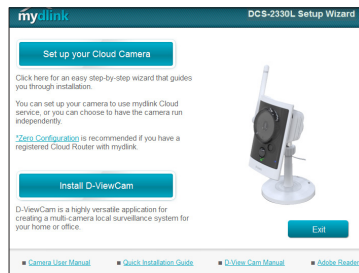 mydlink
DCS-2330L Setup Wizard
Set up your Cloud Camera
Click here for an easy step-by-step wizard that guides
you through installation.
You can set up your camera to use mydlink Cloud
service, or you can choose to have the camera run
independently.
*Zero Configuration is recommended if you have a
registered Cloud Router with mydlink.
Install D-ViewCam
D-ViewCam is a highly versatile application for
creating a multi-camera local surveillance system for
your home or office.
Exit
Camera User Manual
Quick Installation Guide
D-View Cam Manual
Adobe Reader